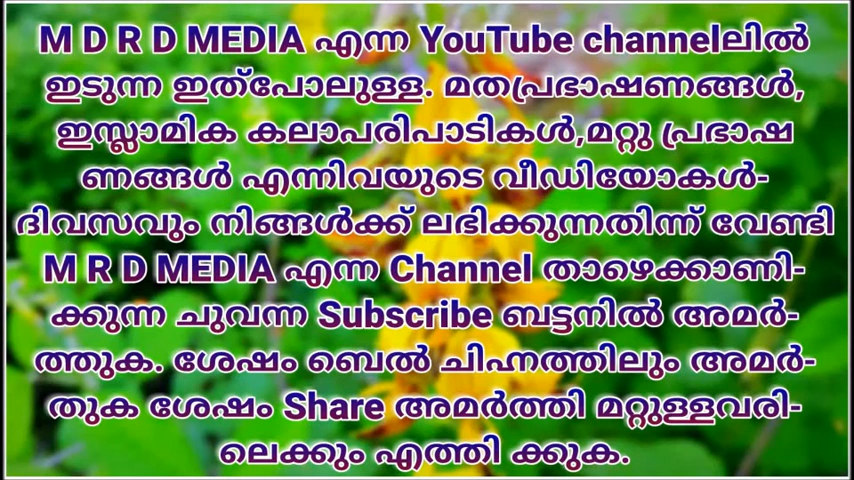 M D R D MEDIA എന്ന YouTube channelലിൽ
ഇടുന്ന ഇത്പോലുള്ള. മതപ്രഭാഷണങ്ങൾ,
ഇസ്ലാമിക കലാപരിപാടികൾ,മറ്റു പ്രഭാഷ
ണങ്ങൾ എന്നിവയുടെ വീഡിയോകൾ-
ദിവസവും നിങ്ങൾക്ക് ലഭിക്കുന്നതിന്ന് വേണ്ടി
M R D MEDIA എന്ന Channel താഴെക്കാണി-
ക്കുന്ന ചുവന്ന Subscribe ബട്ടനിൽ അമർ-
ത്തുക. ശേഷം ബെൽ ചിഹ്നത്തിലും അമർ-
തുക ശേഷം Share അമർത്തി മറ്റുള്ളവരി-
ലെക്കും എത്തി ക്കുക.